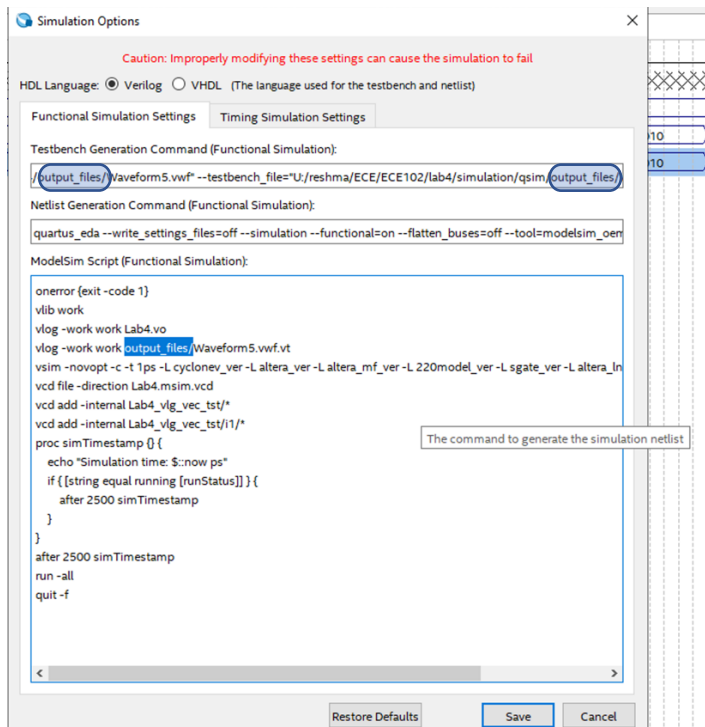 Simulation Options
Caution: Improperly modifying these settings can cause the simulation to fail
HDL Language: Verilog VHDL (The language used for the testbench and netlist)
Functional Simulation Settings Timing Simulation Settings
Testbench Generation Command (Functional Simulation):
/output_files/Waveform5.vwf" --testbench_file="U:/reshma/ECE/ECE102/lab4/simulation/qsim/output_files/
Netlist Generation Command (Functional Simulation):
quartus_eda --write_settings_files=off --simulation --functional=on --flatten_buses=off --tool=modelsim_oem
ModelSim Script (Functional Simulation):
onerror {exit -code 1}
vlib work
vlog -work work Lab4.vo
vlog -work work output_files/Waveform5.vwf.vt
vsim -novopt -c -t 1ps -L cyclonev_ver -L altera_ver -L altera_mf_ver -L 220model_ver -L sgate_ver -L altera_ln
vcd file -direction Lab4.msim.vcd
vcd add -internal Lab4_vlg_vec_tst/*
vcd add -internal Lab4_vlg_vec_tst/i1/*
proc simTimestamp {} {
echo "Simulation time: $::now ps"
if { [string equal running [runStatus]] } {
after 2500 simTimestamp
}
}
after 2500 simTimestamp
run -all
quit -f
The command to generate the simulation netlist
Restore Defaults Save Cancel